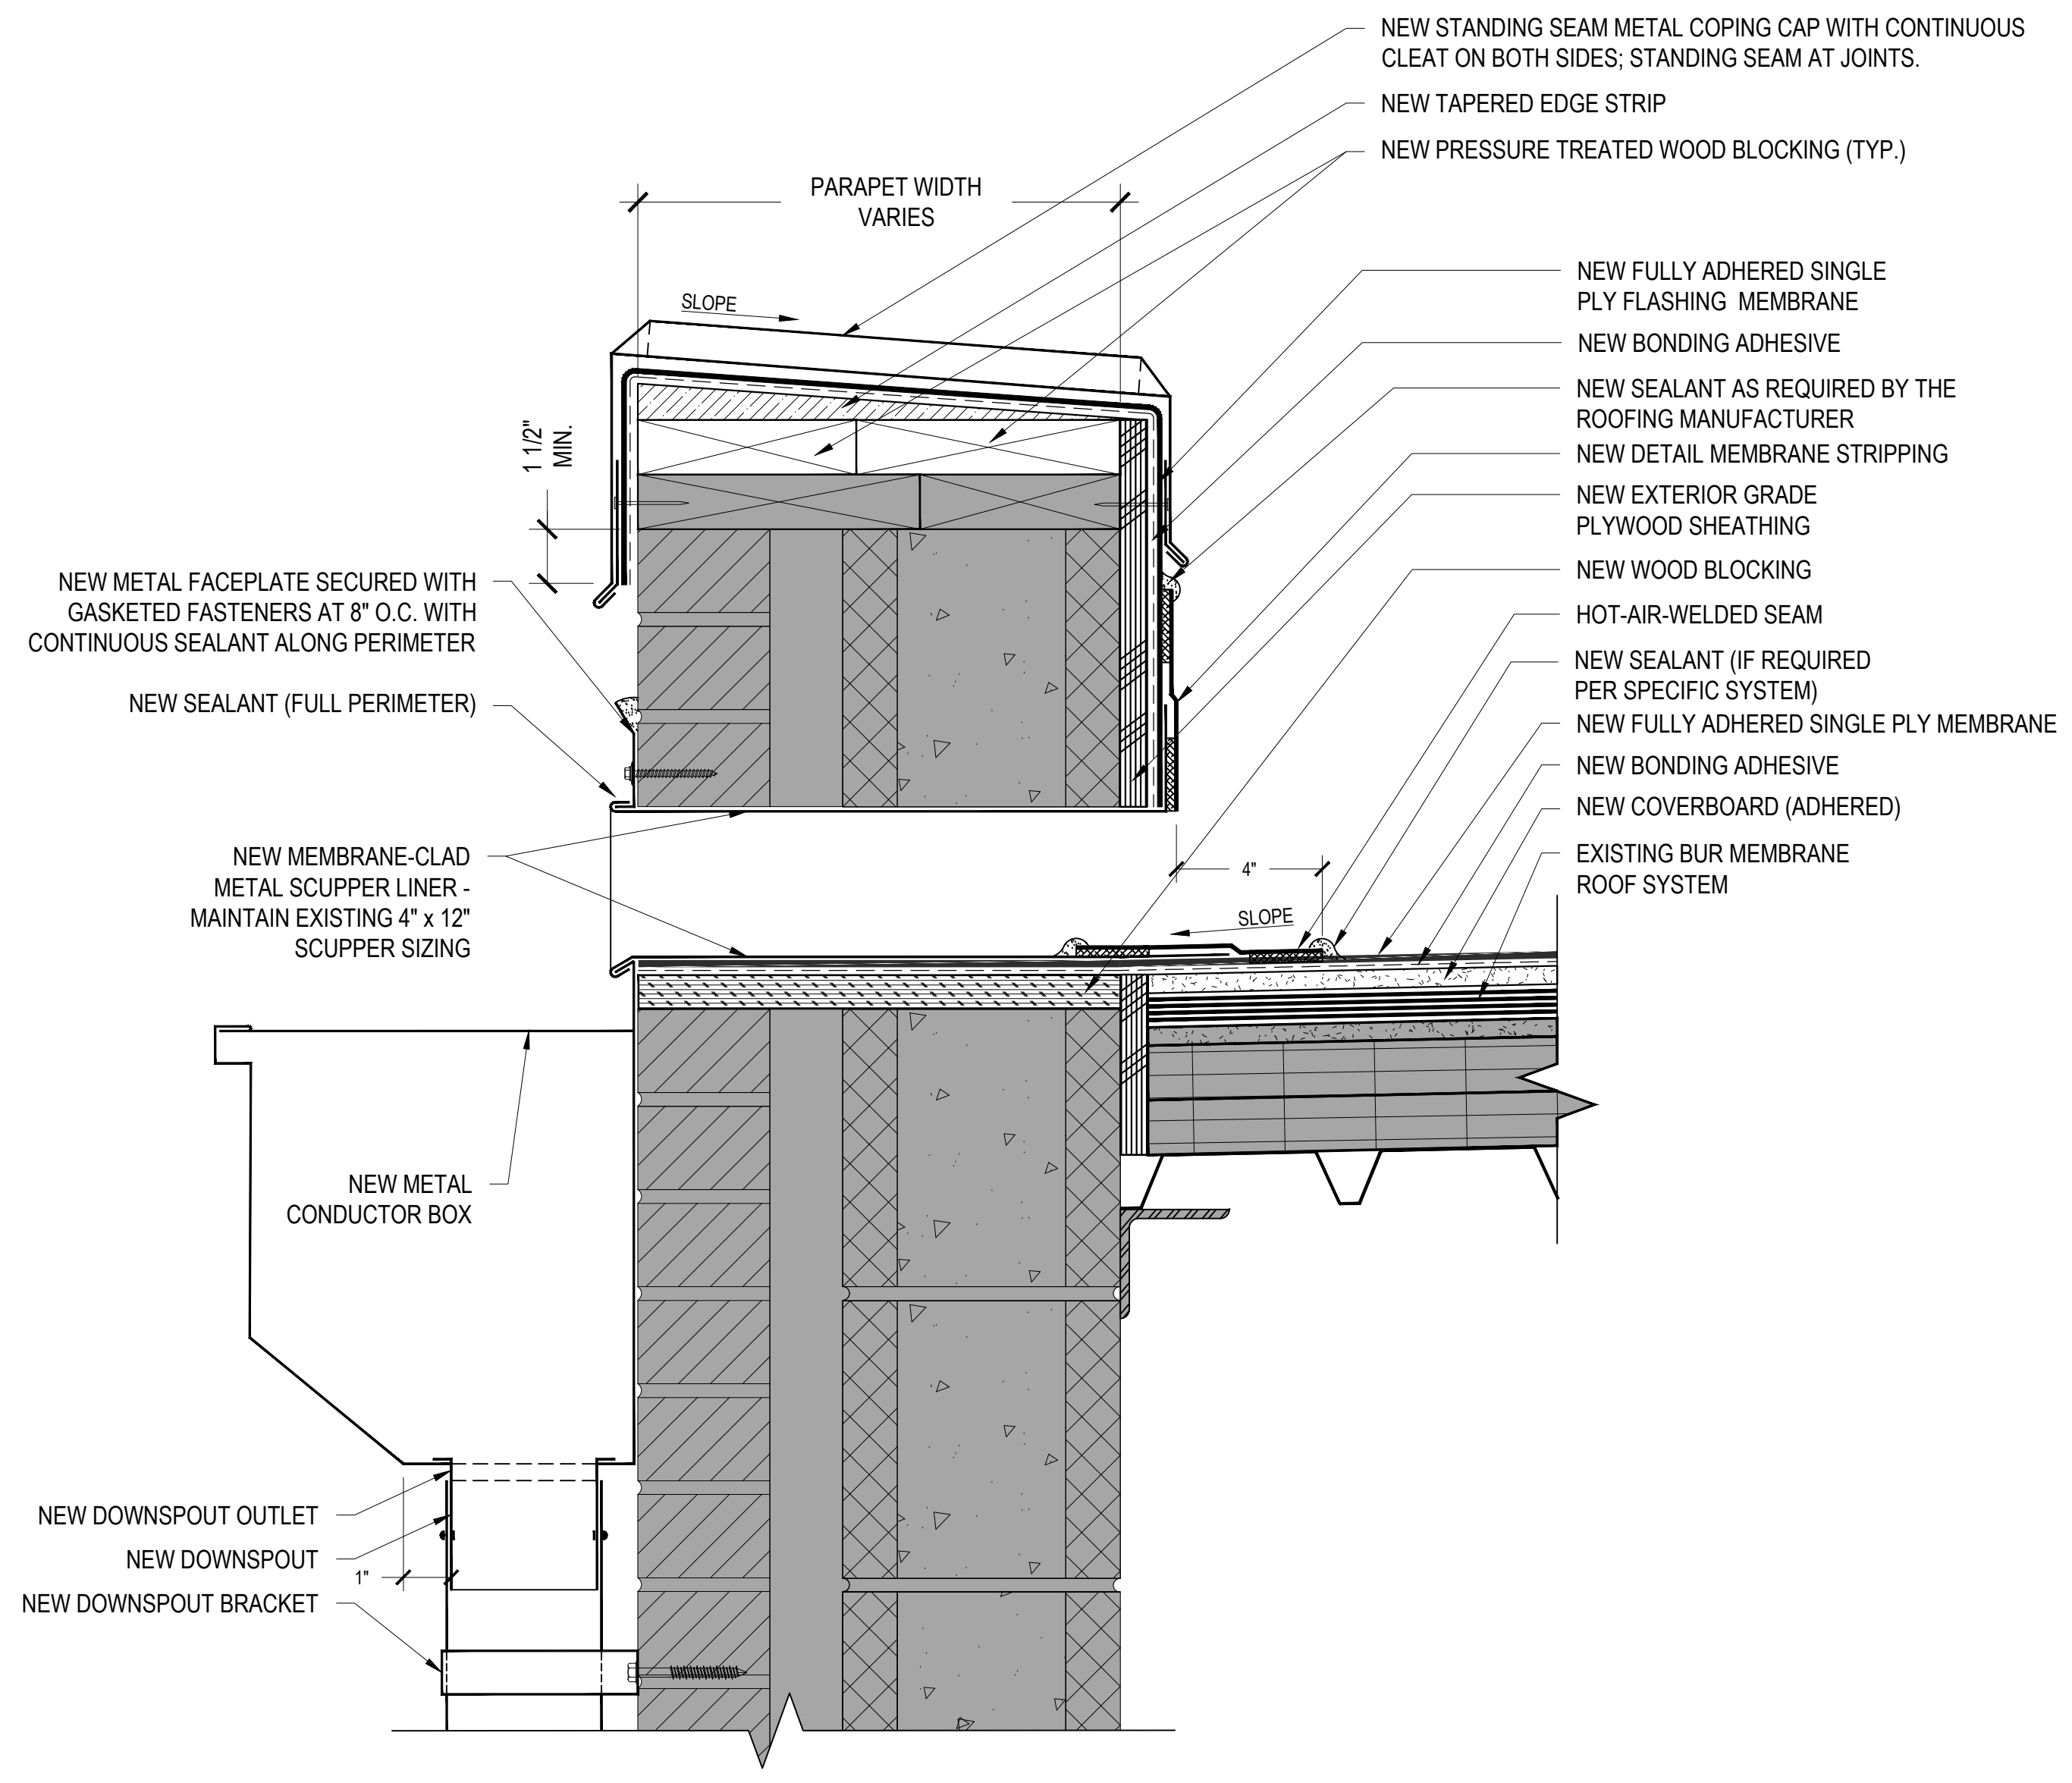 NEW STANDING SEAM METAL COPING CAP WITH CONTINUOUS
CLEAT ON BOTH SIDES; STANDING SEAM AT JOINTS.
NEW TAPERED EDGE STRIP
NEW PRESSURE TREATED WOOD BLOCKING (TYP.)
PARAPET WIDTH
VARIES
SLOPE
NEW FULLY ADHERED SINGLE
PLY FLASHING MEMBRANE
NEW BONDING ADHESIVE
NEW SEALANT AS REQUIRED BY THE
ROOFING MANUFACTURER
NEW DETAIL MEMBRANE STRIPPING
NEW EXTERIOR GRADE
PLYWOOD SHEATHING
NEW WOOD BLOCKING
HOT-AIR-WELDED SEAM
NEW SEALANT (IF REQUIRED
PER SPECIFIC SYSTEM)
NEW FULLY ADHERED SINGLE PLY MEMBRANE
NEW BONDING ADHESIVE
NEW COVERBOARD (ADHERED)
EXISTING BUR MEMBRANE
ROOF SYSTEM
1 1/2"
MIN.
NEW METAL FACEPLATE SECURED WITH
GASKETED FASTENERS AT 8" O.C. WITH
CONTINUOUS SEALANT ALONG PERIMETER
NEW SEALANT (FULL PERIMETER)
NEW MEMBRANE-CLAD
METAL SCUPPER LINER -
MAINTAIN EXISTING 4" x 12"
SCUPPER SIZING
4"
SLOPE
NEW METAL
CONDUCTOR BOX
NEW DOWNSPOUT OUTLET
NEW DOWNSPOUT
1"
NEW DOWNSPOUT BRACKET